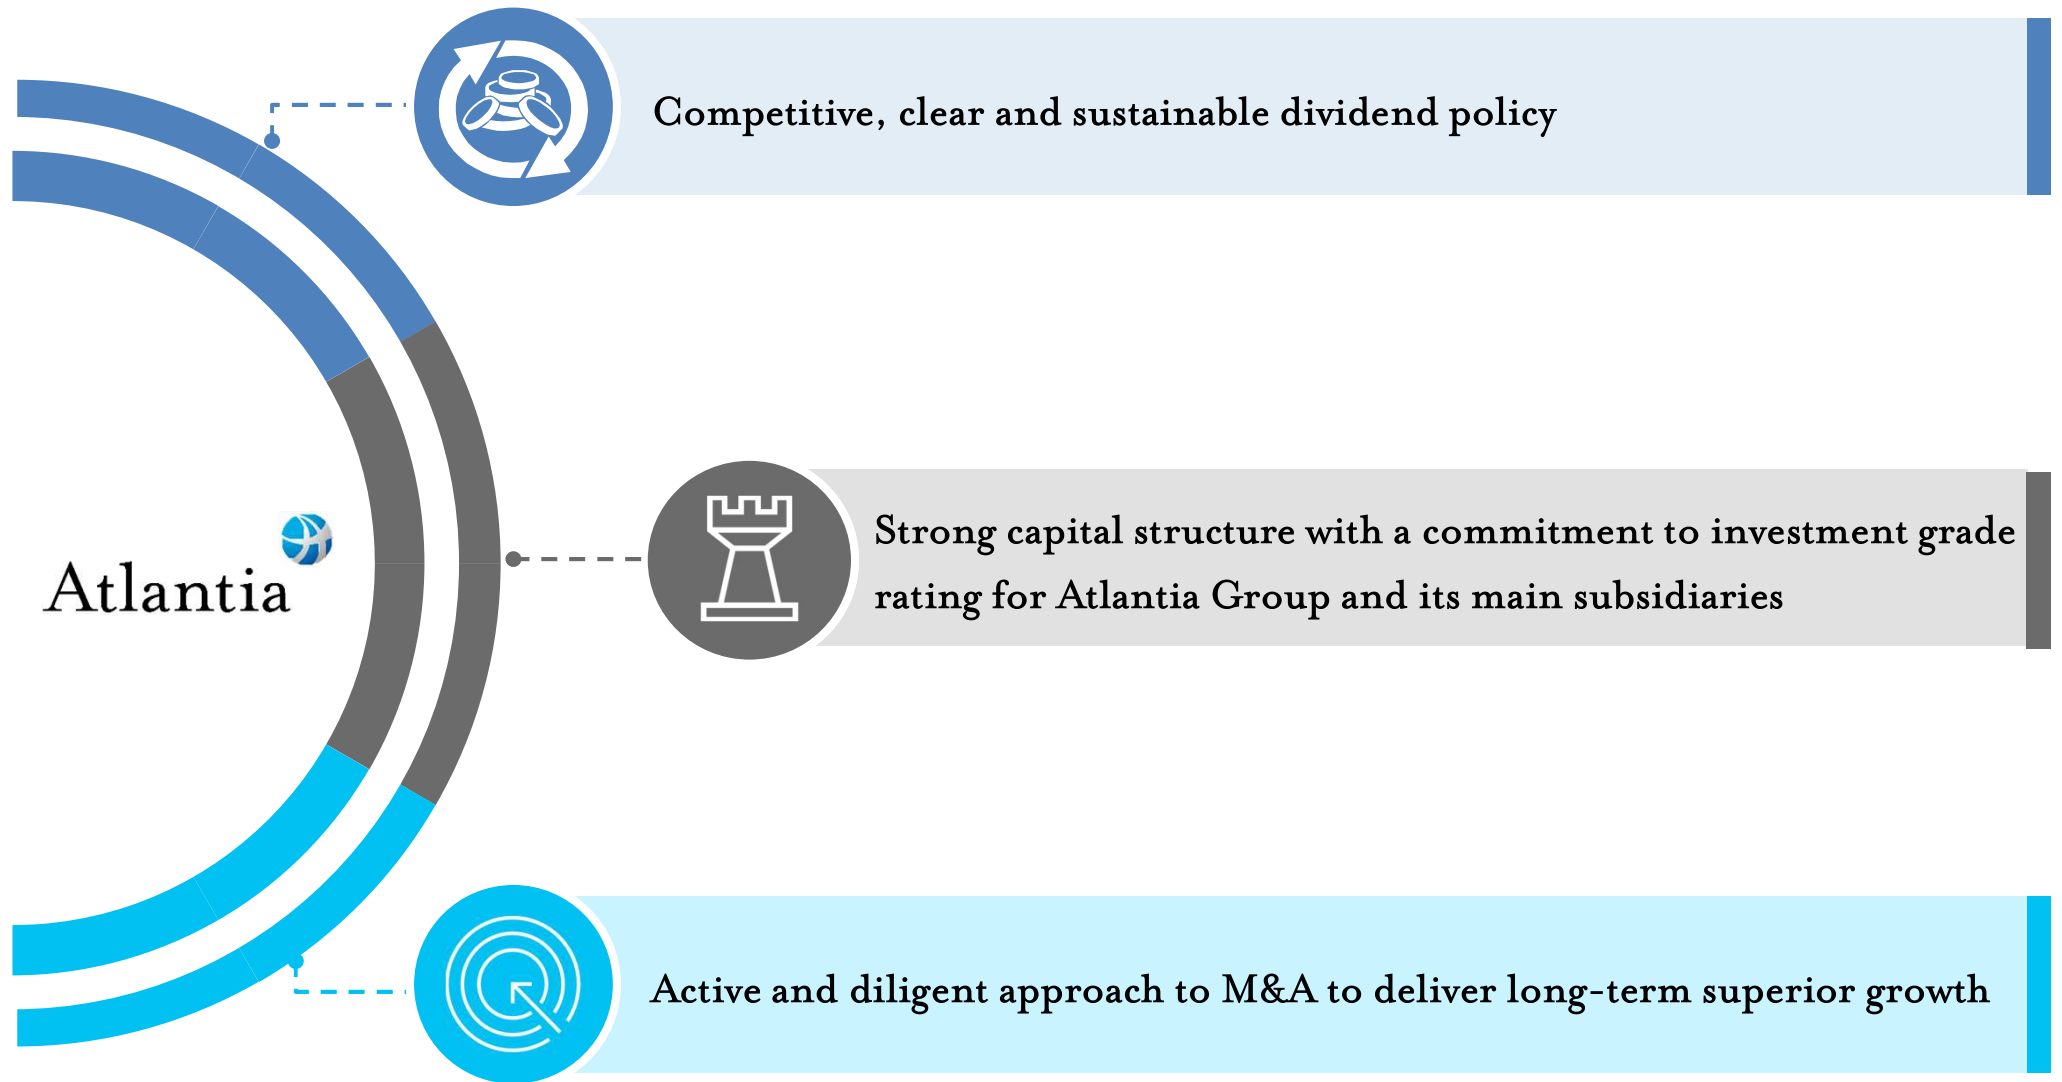 Competitive, clear and sustainable dividend policy
Strong capital structure with a commitment to investment grade
rating for Atlantia Group and its main subsidiaries
Atlantia
Active and diligent approach to M&A to deliver long-term superior growth